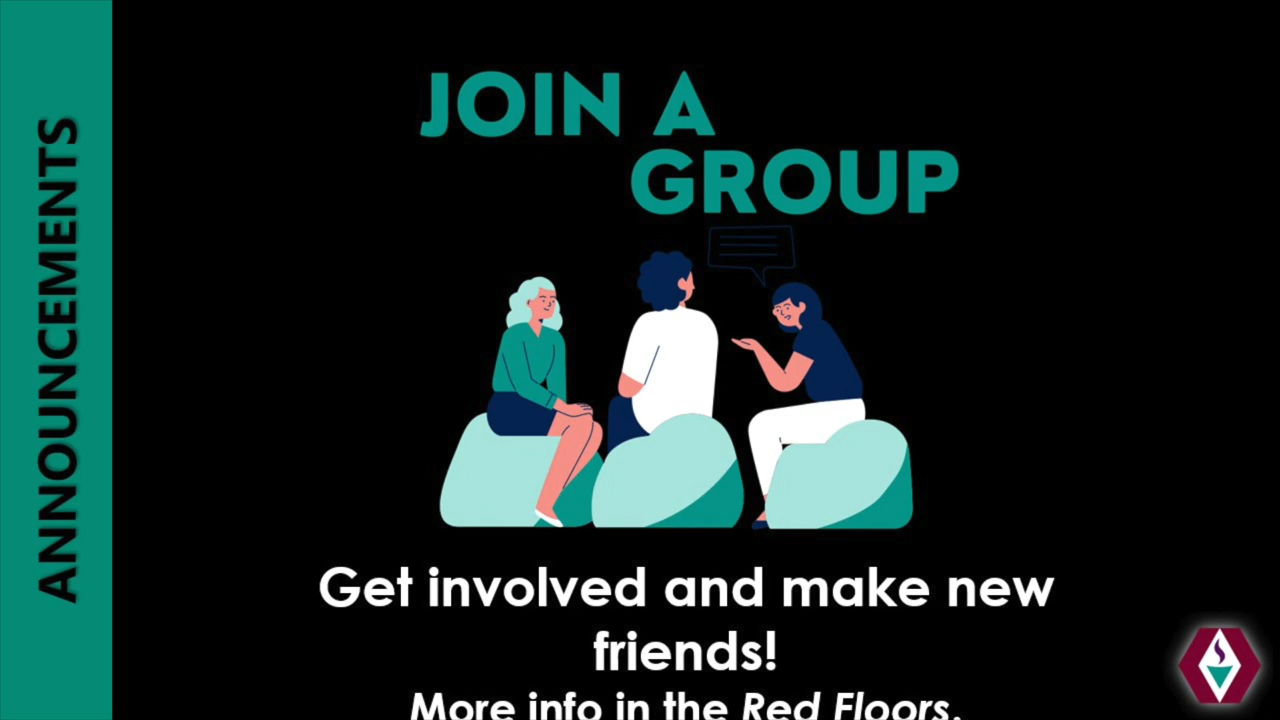 ANNOUNCEMENTS
JOIN A
GROUP
Get involved and make new
friends!
More info in the Red Floors.